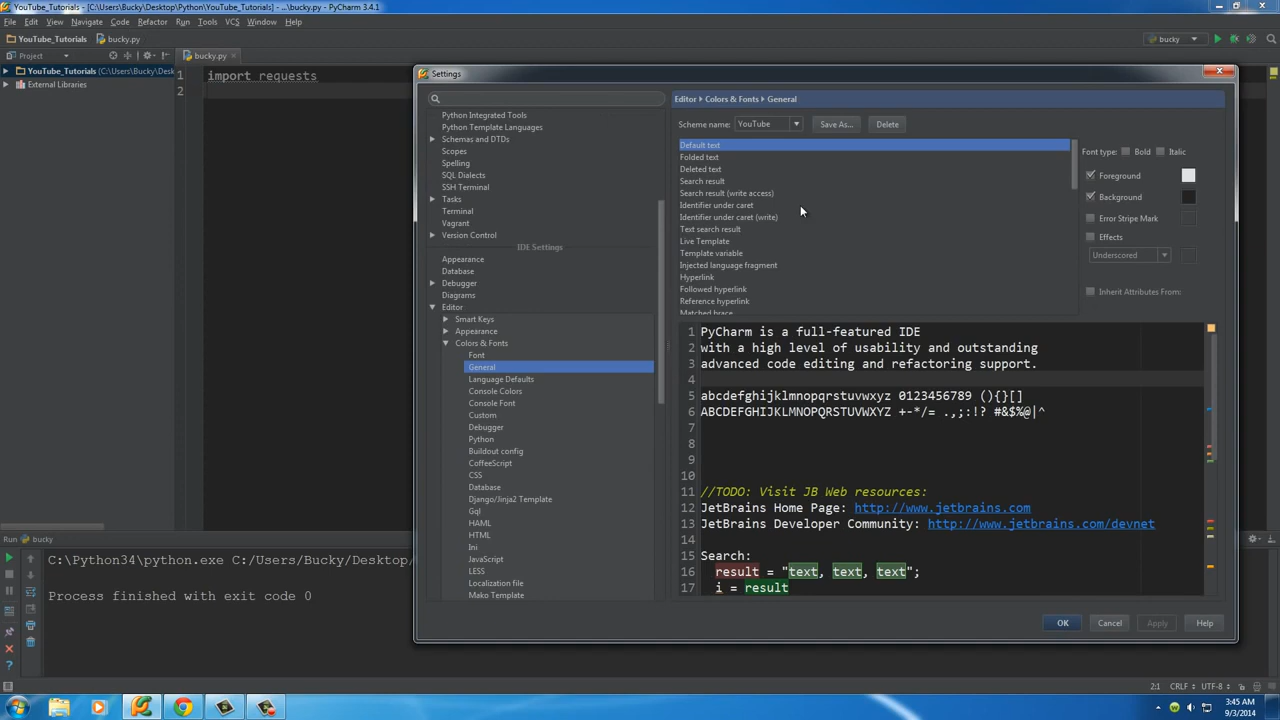 YouTube_Tutorials - [C:\Users\Bucky\Desktop\Python\YouTube_Tutorials] - ...\bucky.py - PyCharm 3.4.1
File Edit View Navigate Code Refactor Python Run Tools VCS Window Help
YouTube_Tutorials bucky.py
bucky
Project
bucky.py
YouTube_Tutorials (C:\Users\Bucky\Desk
External Libraries
1 import requests
2
Settings
Python Integrated Tools
Python Template Languages
Schemas and DTDs
Scopes
Spelling
SQL Dialects
SSH Terminal
Tasks
Terminal
Vagrant
Version Control
IDE Settings
Appearance
Database
Debugger
Diagrams
Editor
Smart Keys
Appearance
Colors & Fonts
Font
General
Language Defaults
Console Colors
Console Font
Custom
Debugger
Python
Buildout config
CoffeeScript
CSS
Database
Django/Jinja2 Template
Gql
HAML
HTML
Ini
JavaScript
LESS
Localization file
Mako Template
Editor Colors & Fonts General
Scheme name: YouTube Save As... Delete
Default text
Folded text
Deleted text
Search result
Search result (write access)
Identifier under caret
Identifier under caret (write)
Text search result
Live Template
Template variable
Injected language fragment
Hyperlink
Followed hyperlink
Reference hyperlink
Matched brace
Font type: Bold Italic
Foreground
Background
Error Stripe Mark
Effects
Underscored
Inherit Attributes From:
1 PyCharm is a full-featured IDE
2 with a high level of usability and outstanding
3 advanced code editing and refactoring support.
4
5 abcdefghijklmnopqrstuvwxyz 0123456789 (){}[]
6 ABCDEFGHIJKLMNOPQRSTUVWXYZ +-*/= .,;:!? #&$%@|^
7
8
9
10
11 //TODO: Visit JB Web resources:
12 JetBrains Home Page: http://www.jetbrains.com
13 JetBrains Developer Community: http://www.jetbrains.com/devnet
14
15 Search:
16 result = "text, text, text";
17 i = result
OK Cancel Apply Help
Run bucky
C:\Python34\python.exe C:/Users/Bucky/Desktop/
Process finished with exit code 0
2:1 CRLF UTF-8
3:45 AM
9/3/2014